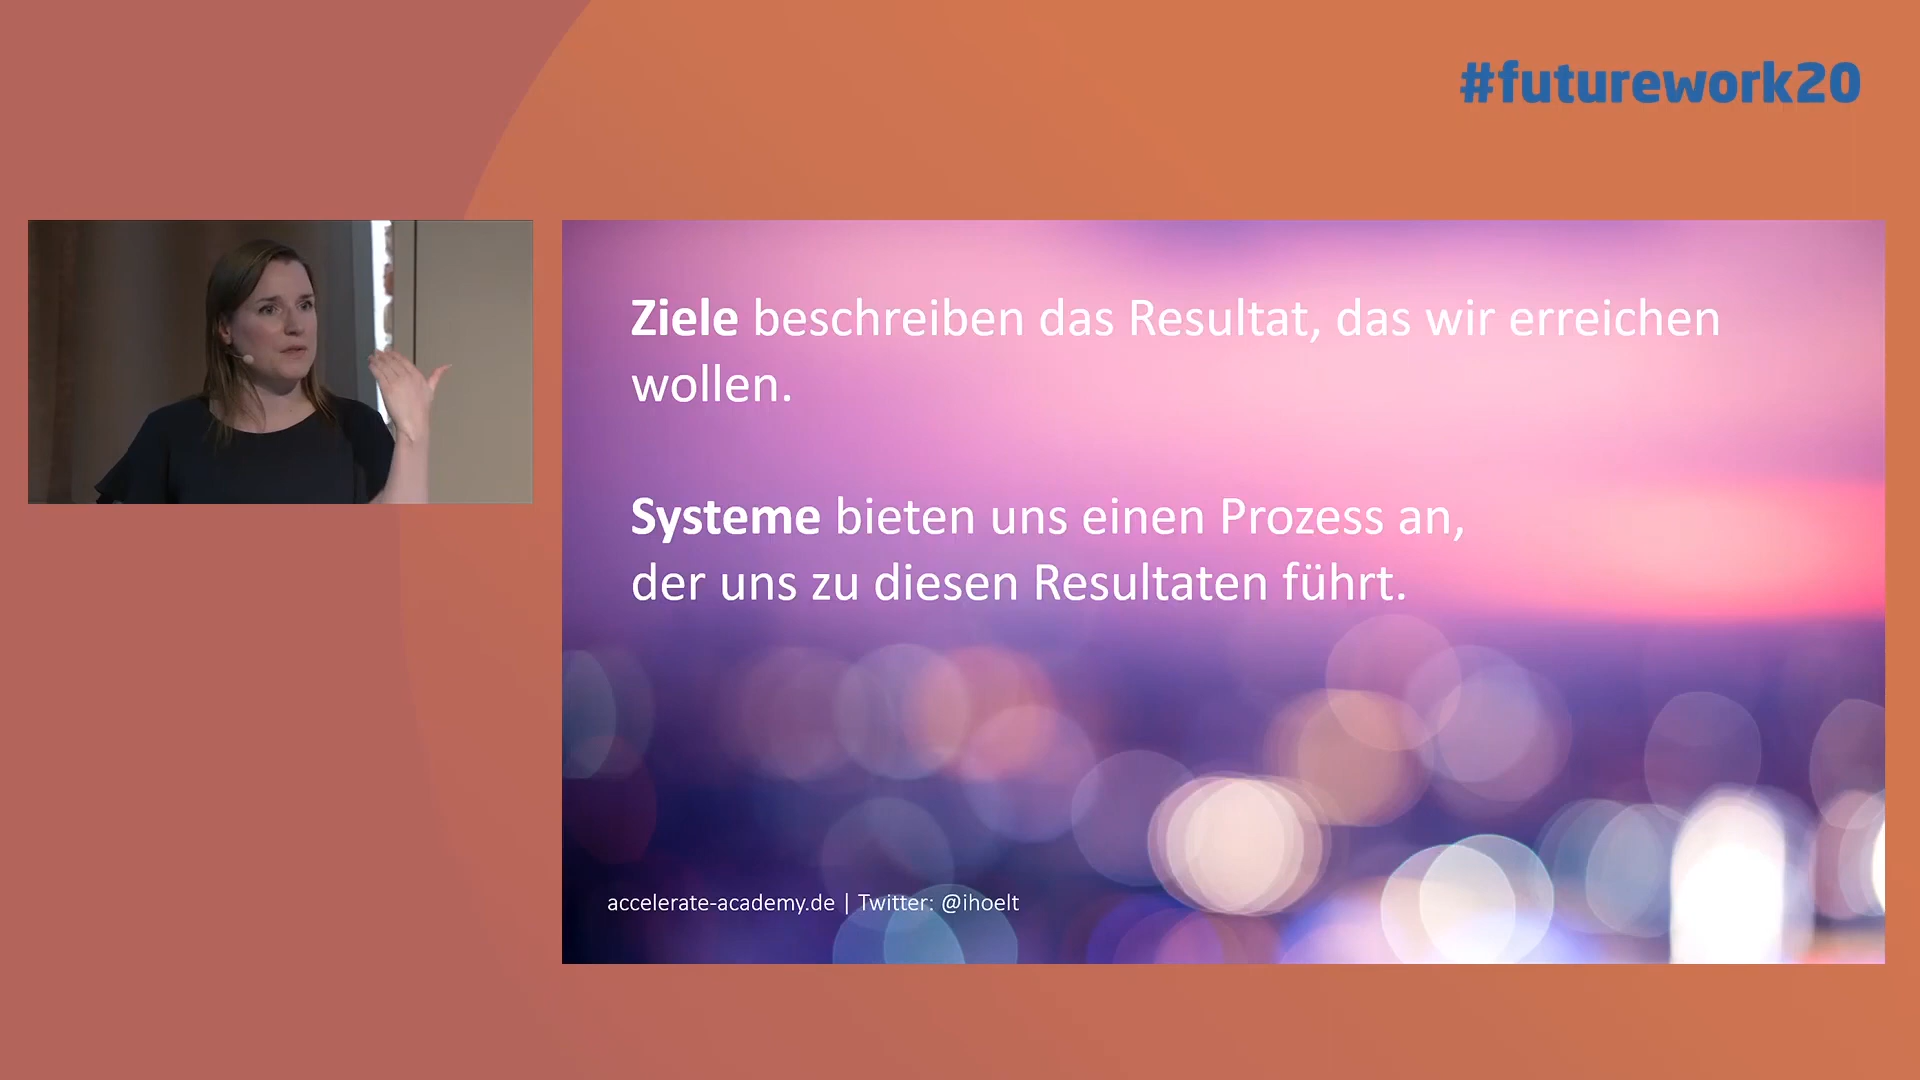 #futurework20
Ziele beschreiben das Resultat, das wir erreichen
wollen.
Systeme bieten uns einen Prozess an,
der uns zu diesen Resultaten führt.
accelerate-academy.de | Twitter: @ihoelt